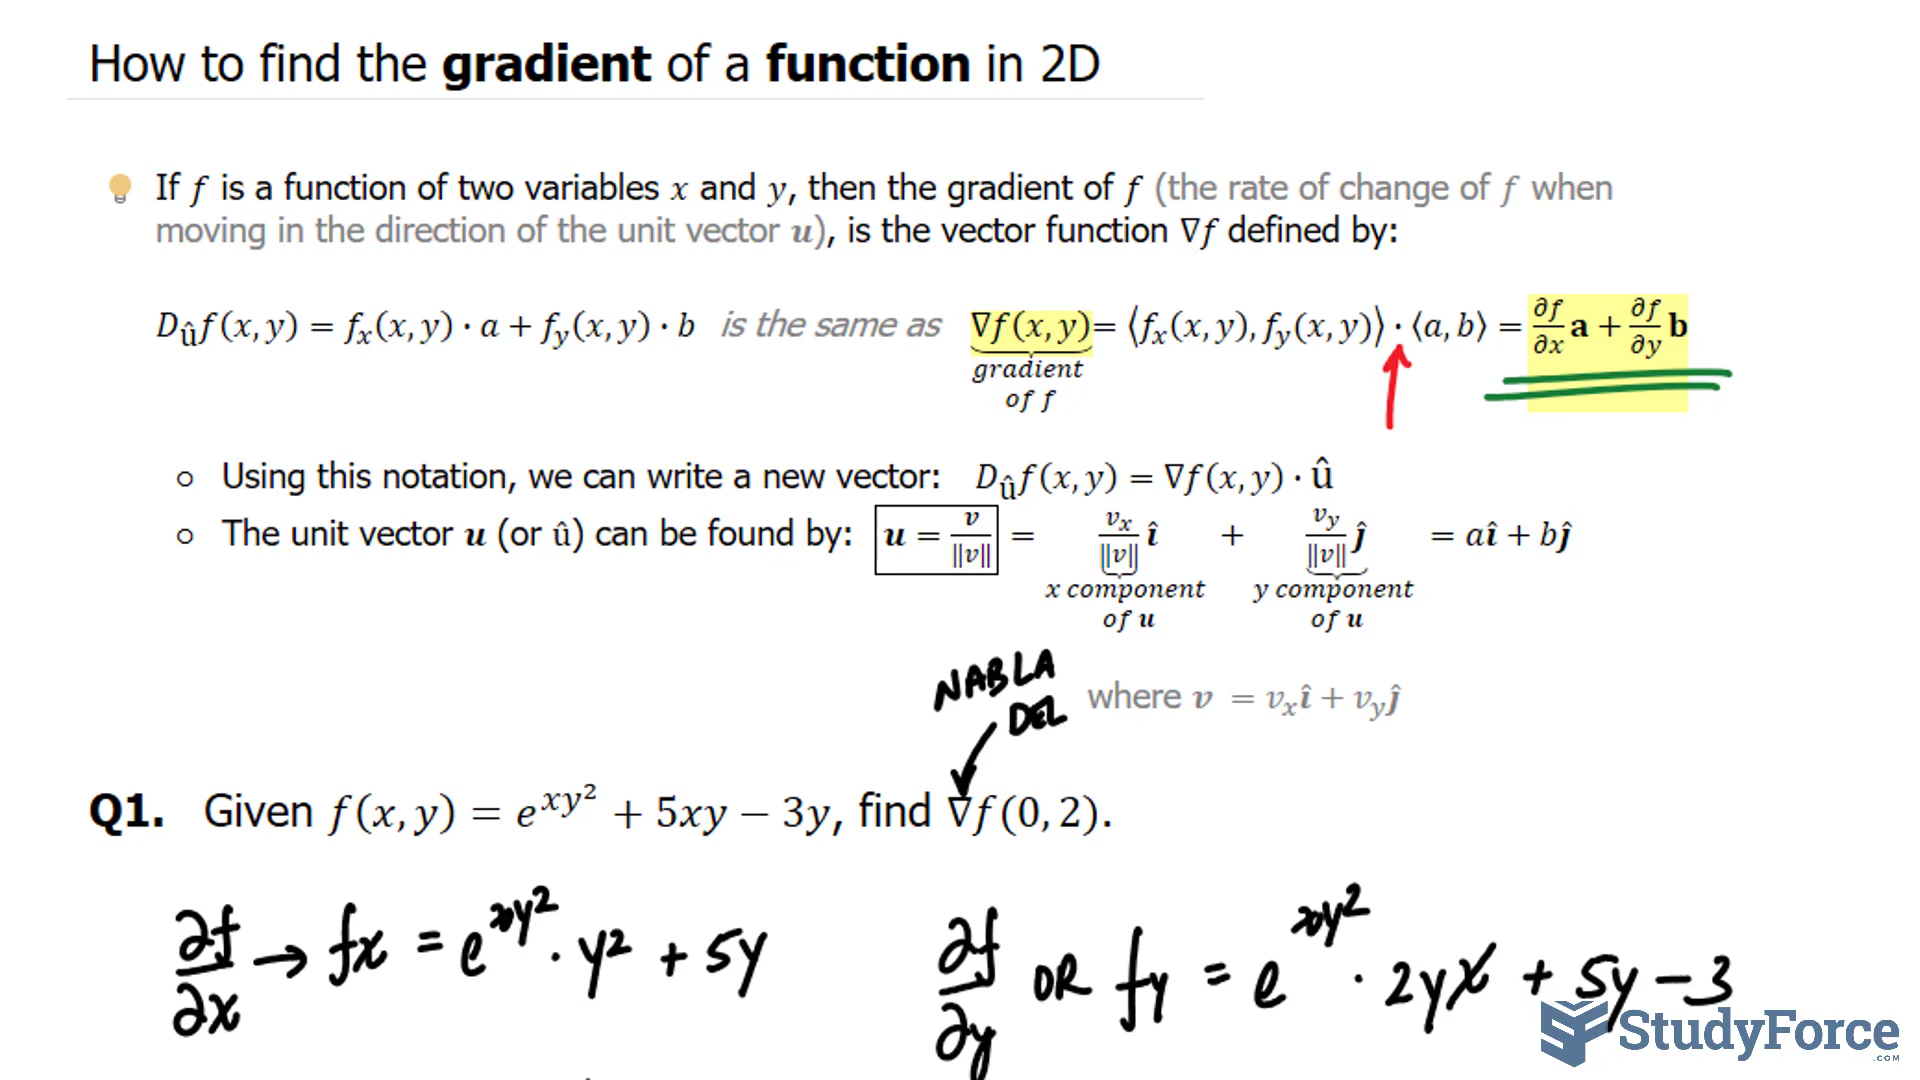 How to find the gradient of a function in 2D
If f is a function of two variables x and y, then the gradient of f (the rate of change of f when
moving in the direction of the unit vector u), is the vector function ∇f defined by:
D_û f(x, y) = f_x(x, y) · a + f_y(x, y) · b is the same as ∇f(x, y) = ⟨f_x(x, y), f_y(x, y)⟩ · ⟨a, b⟩ = ∂f/∂x a + ∂f/∂y b
gradient
of f
○ Using this notation, we can write a new vector: D_û f(x, y) = ∇f(x, y) · û
○ The unit vector u (or û) can be found by: u = v/‖v‖ = v_x/‖v‖ î + v_y/‖v‖ ĵ = aî + bĵ
x component y component
of u of u
NABLA
DEL
where v = v_x î + v_y ĵ
Q1. Given f(x, y) = e^{xy²} + 5xy − 3y, find ∇f(0, 2).
∂f/∂x → fx = e^{xy²} · y² + 5y
∂f/∂y OR fy = e^{xy²} · 2yx + 5y − 3
StudyForce
.COM